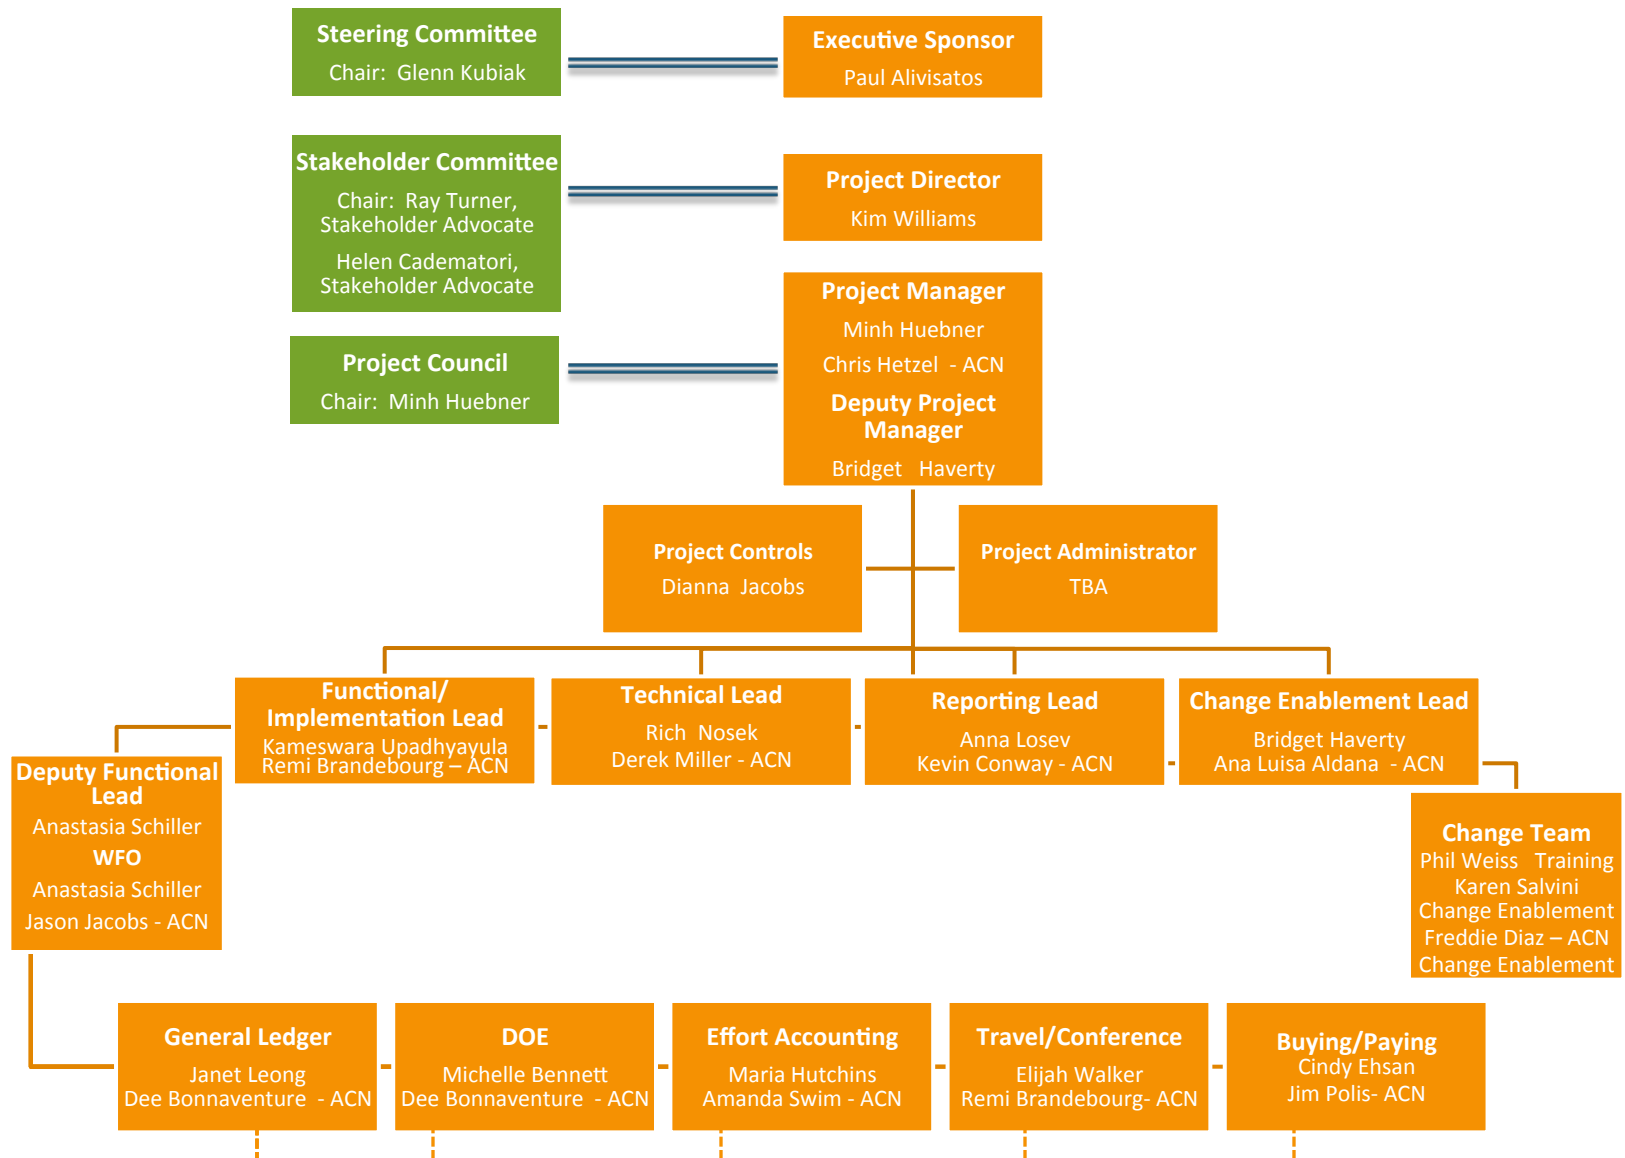 Steering Committee
Chair: Glenn Kubiak
Executive Sponsor
Paul Alivisatos
Stakeholder Committee
Chair: Ray Turner,
Stakeholder Advocate
Helen Cadematori,
Stakeholder Advocate
Project Director
Kim Williams
Project Council
Chair: Minh Huebner
Project Manager
Minh Huebner
Chris Hetzel - ACN
Deputy Project
Manager
Bridget Haverty
Project Controls
Dianna Jacobs
Project Administrator
TBA
Functional/
Implementation Lead
Kameswara Upadhyayula
Remi Brandebourg – ACN
Technical Lead
Rich Nosek
Derek Miller - ACN
Reporting Lead
Anna Losev
Kevin Conway - ACN
Change Enablement Lead
Bridget Haverty
Ana Luisa Aldana - ACN
Deputy Functional
Lead
Anastasia Schiller
WFO
Anastasia Schiller
Jason Jacobs - ACN
Change Team
Phil Weiss Training
Karen Salvini
Change Enablement
Freddie Diaz – ACN
Change Enablement
General Ledger
Janet Leong
Dee Bonnaventure - ACN
DOE
Michelle Bennett
Dee Bonnaventure - ACN
Effort Accounting
Maria Hutchins
Amanda Swim - ACN
Travel/Conference
Elijah Walker
Remi Brandebourg- ACN
Buying/Paying
Cindy Ehsan
Jim Polis- ACN